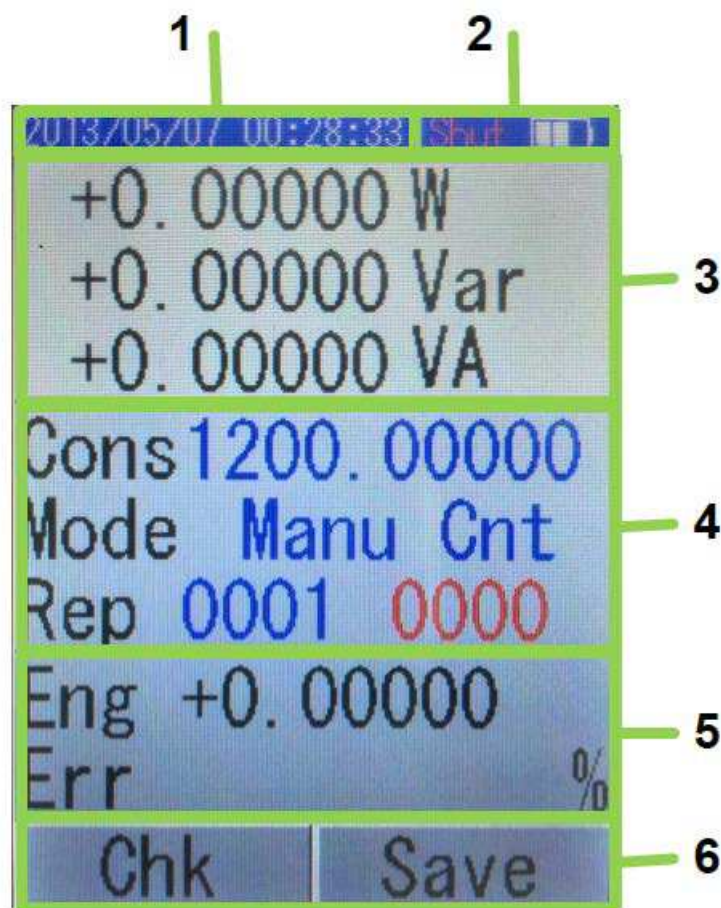 1 2
2013/05/07 00:28:33 Shut
+0.00000 W
+0.00000 Var
3
+0.00000 VA
Cons 1200.00000
Mode Manu Cnt
4
Rep 0001 0000
Eng +0.00000
5
Err %
Chk Save
6